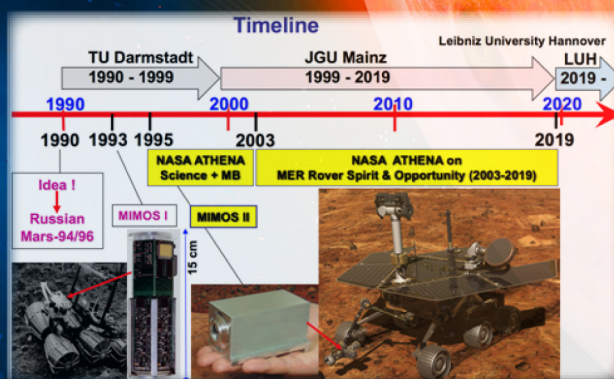 Timeline
Leibniz University Hannover
TU Darmstadt
1990 - 1999
JGU Mainz
1999 - 2019
LUH
2019 -
1990
2000
2010
2020
1990
1993
1995
2003
2019
Idea !
Russian
Mars-94/96
NASA ATHENA
Science + MB
NASA ATHENA on
MER Rover Spirit & Opportunity (2003-2019)
MIMOS I
MIMOS II
15 cm